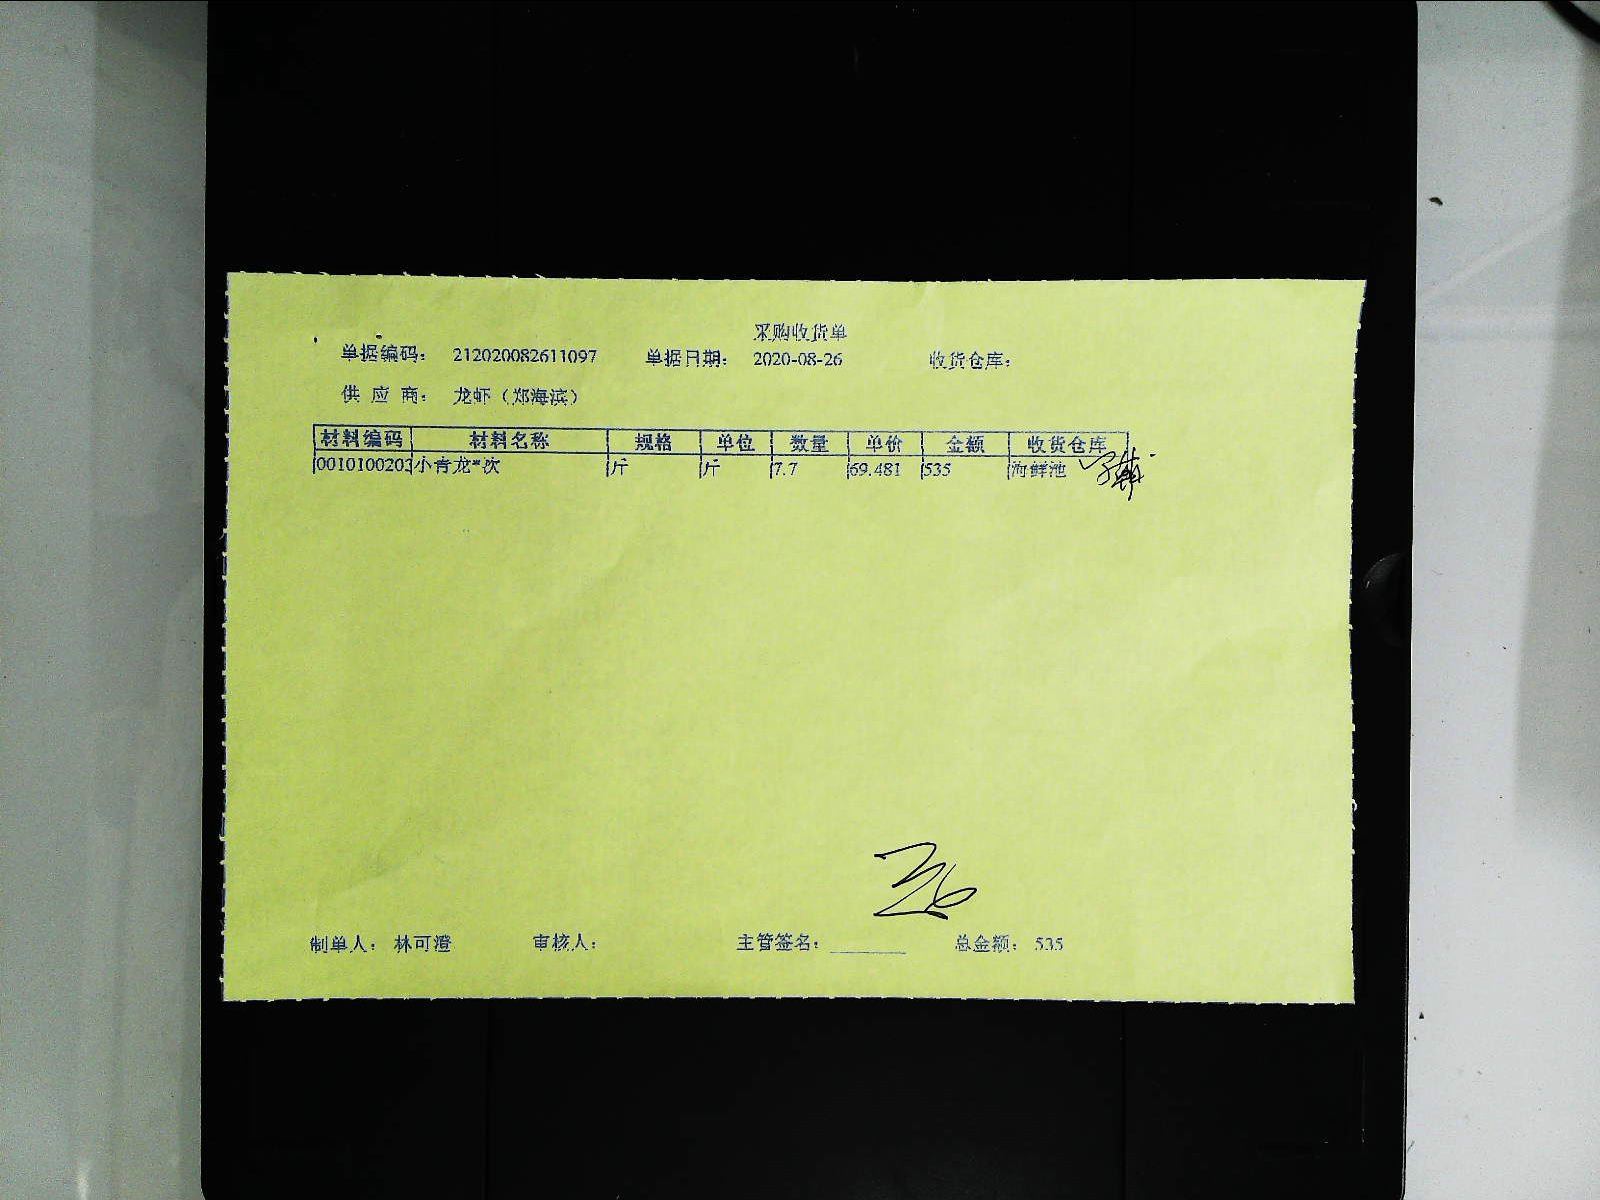 采购收货单
单据编码： 212020082611097 单据日期： 2020-08-26 收货仓库：
供 应 商： 龙虾（郑海滨）
材料编码 材料名称 规格 单位 数量 单价 金额 收货仓库
0010100202 小青龙*次 斤 斤 7.7 69.481 535 海鲜池
制单人： 林可澄 审核人： 主管签名： 总金额： 535